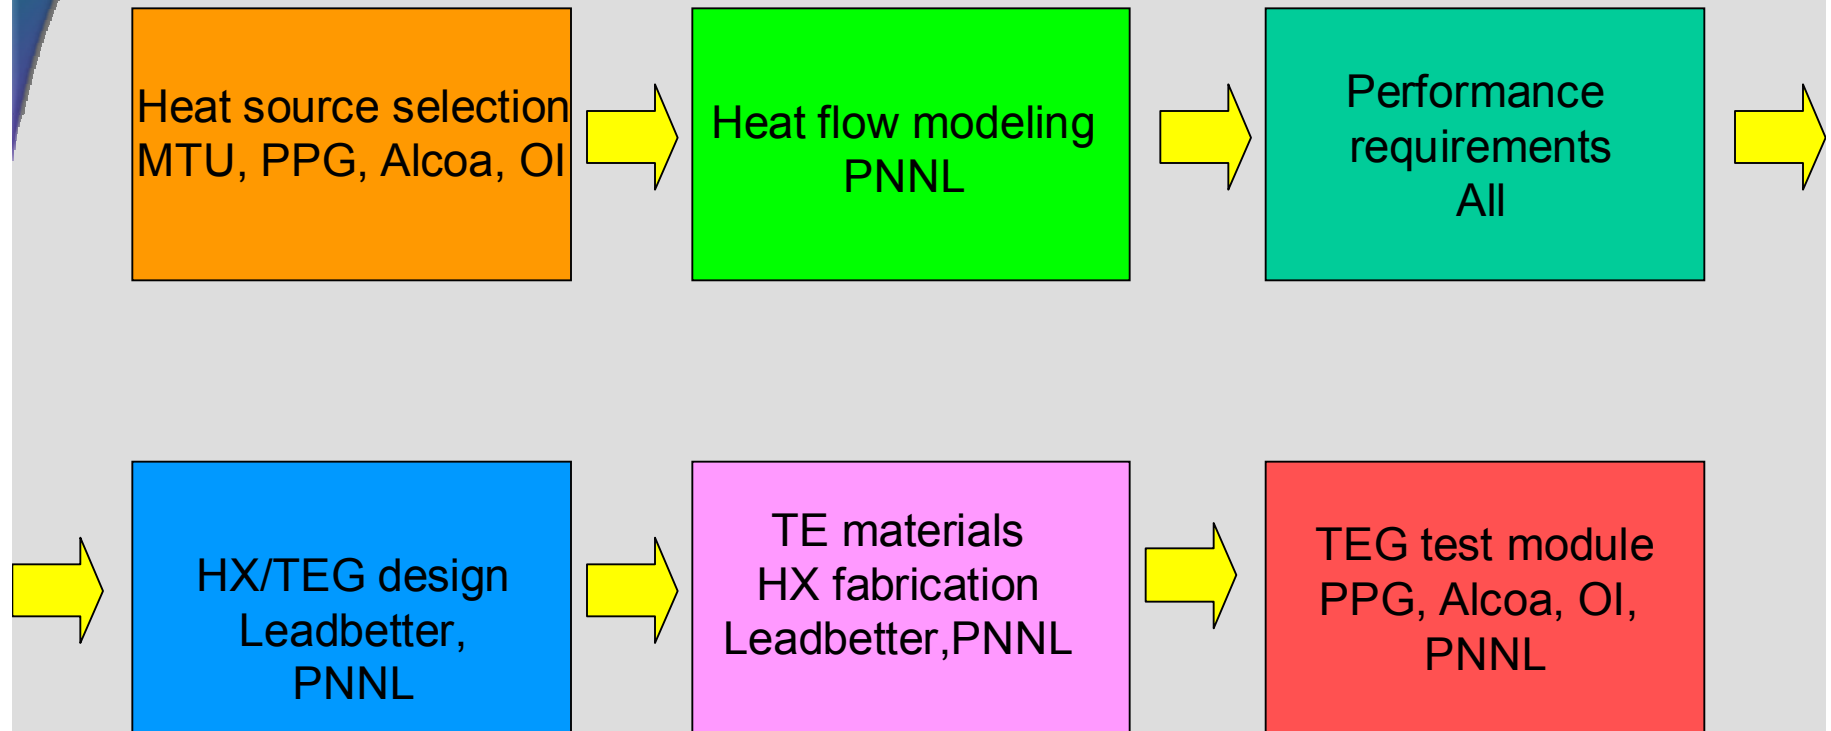 Heat source selection
MTU, PPG, Alcoa, OI
Heat flow modeling
PNNL
Performance
requirements
All
HX/TEG design
Leadbetter,
PNNL
TE materials
HX fabrication
Leadbetter,PNNL
TEG test module
PPG, Alcoa, OI,
PNNL